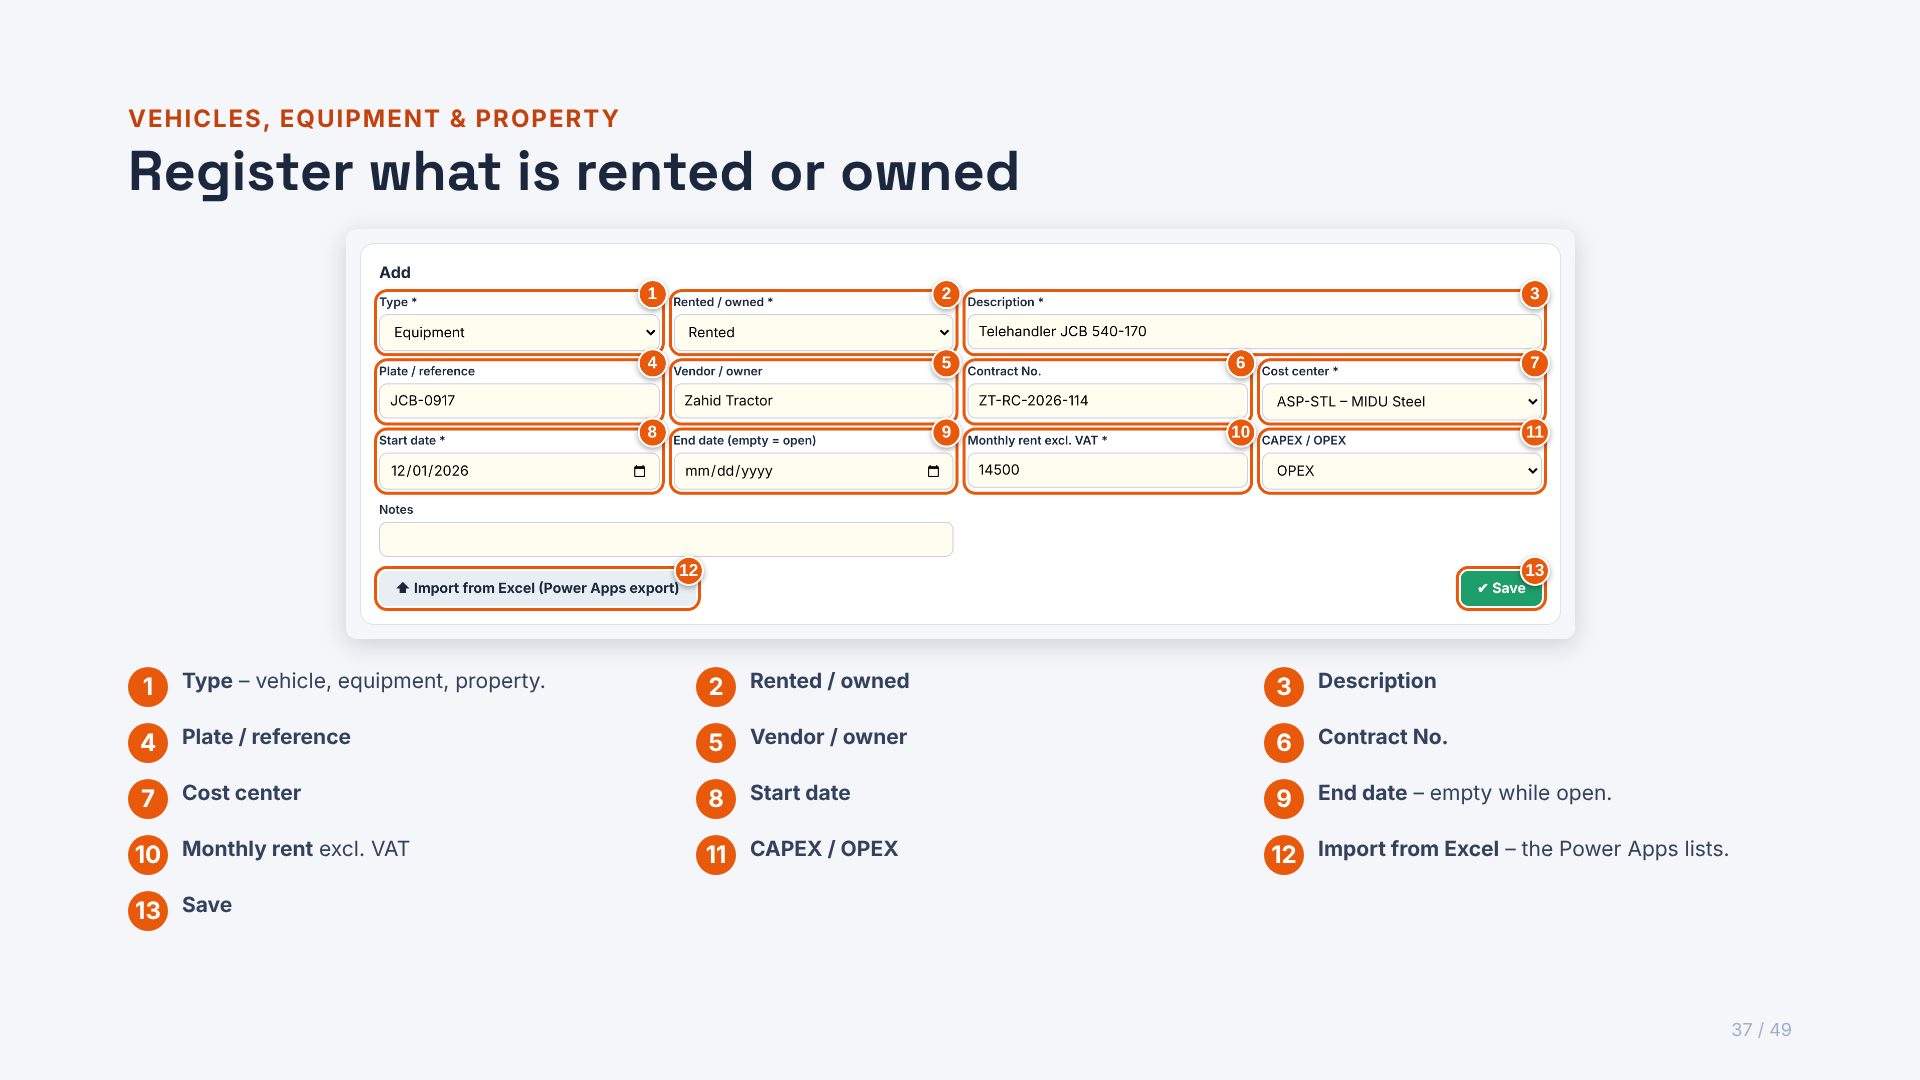 VEHICLES, EQUIPMENT & PROPERTY
Register what is rented or owned
Add
Type * 1
Rented / owned * 2
Description * 3
Equipment
Rented
Telehandler JCB 540-170
Plate / reference 4
Vendor / owner 5
Contract No. 6
Cost center * 7
JCB-0917
Zahid Tractor
ZT-RC-2026-114
ASP-STL – MIDU Steel
Start date * 8
End date (empty = open) 9
Monthly rent excl. VAT * 10
CAPEX / OPEX 11
12/01/2026
mm/dd/yyyy
14500
OPEX
Notes
⬆ Import from Excel (Power Apps export) 12
✔ Save 13
1 Type – vehicle, equipment, property.
2 Rented / owned
3 Description
4 Plate / reference
5 Vendor / owner
6 Contract No.
7 Cost center
8 Start date
9 End date – empty while open.
10 Monthly rent excl. VAT
11 CAPEX / OPEX
12 Import from Excel – the Power Apps lists.
13 Save
37 / 49